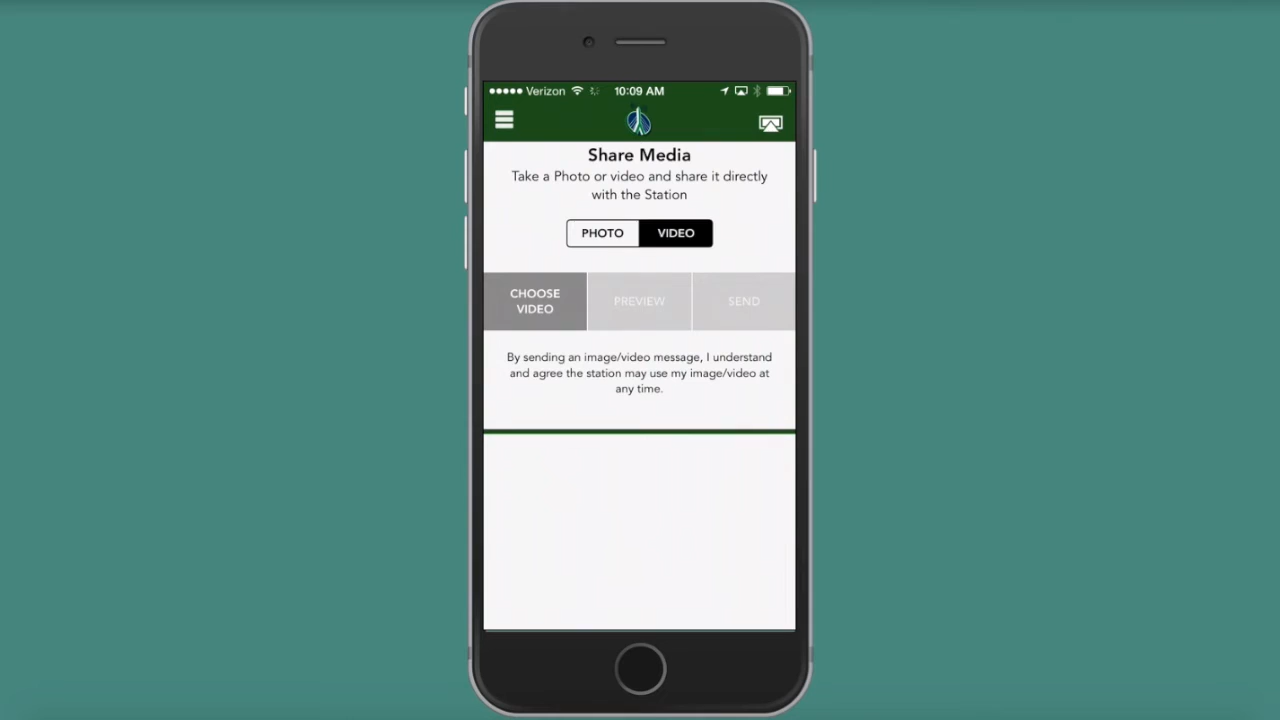 Verizon 10:09 AM
Share Media
Take a Photo or video and share it directly
with the Station
PHOTO VIDEO
CHOOSE
VIDEO
PREVIEW
SEND
By sending an image/video message, I understand
and agree the station may use my image/video at
any time.